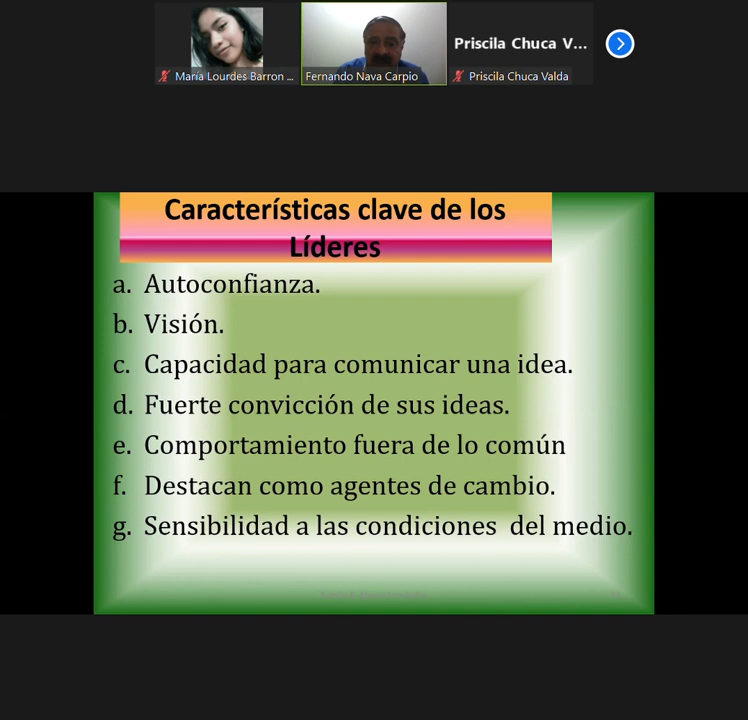 María Lourdes Barron ...
Fernando Nava Carpio
Priscila Chuca V...
Priscila Chuca Valda
Características clave de los
Líderes
a. Autoconfianza.
b. Visión.
c. Capacidad para comunicar una idea.
d. Fuerte convicción de sus ideas.
e. Comportamiento fuera de lo común
f. Destacan como agentes de cambio.
g. Sensibilidad a las condiciones del medio.